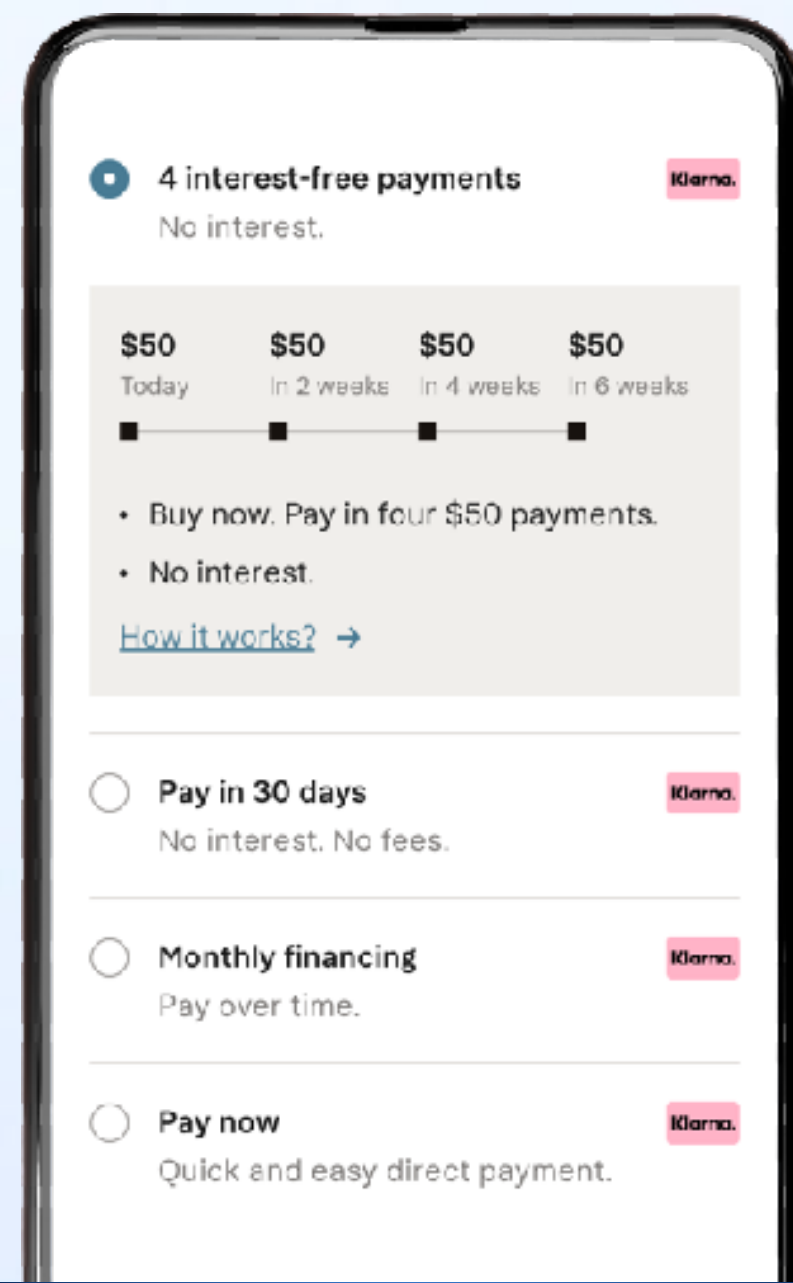 4 interest-free payments Klarna.
No interest.
$50 $50 $50 $50
Today In 2 weeks In 4 weeks In 6 weeks
• Buy now. Pay in four $50 payments.
• No interest.
How it works? →
Pay in 30 days Klarna.
No interest. No fees.
Monthly financing Klarna.
Pay over time.
Pay now Klarna.
Quick and easy direct payment.